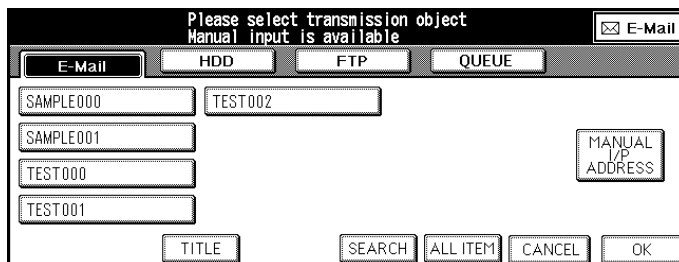 Please select transmission object
Manual input is available
E-Mail
E-Mail HDD FTP QUEUE
SAMPLE000 TEST002
SAMPLE001
TEST000
TEST001
MANUAL
I/P
ADDRESS
TITLE SEARCH ALL ITEM CANCEL OK